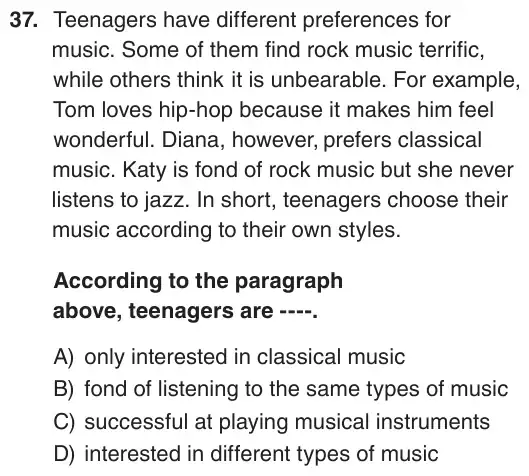 37. Teenagers have different preferences for
music. Some of them find rock music terrific,
while others think it is unbearable. For example,
Tom loves hip-hop because it makes him feel
wonderful. Diana, however, prefers classical
music. Katy is fond of rock music but she never
listens to jazz. In short, teenagers choose their
music according to their own styles.
According to the paragraph
above, teenagers are ----.
A) only interested in classical music
B) fond of listening to the same types of music
C) successful at playing musical instruments
D) interested in different types of music